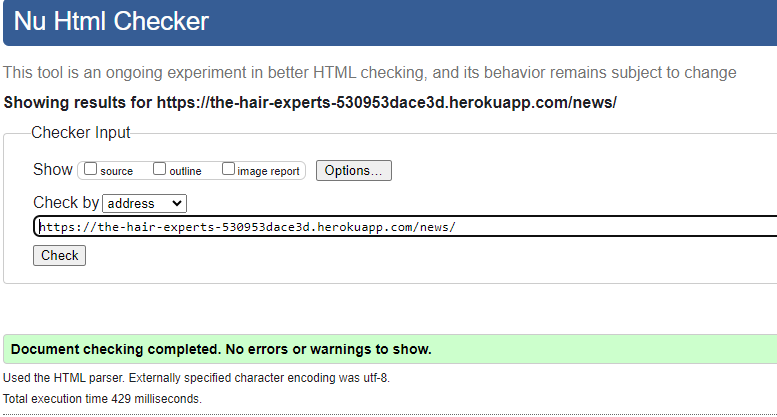 Nu Html Checker
This tool is an ongoing experiment in better HTML checking, and its behavior remains subject to change
Showing results for https://the-hair-experts-530953dace3d.herokuapp.com/news/
Checker Input
Show source outline image report Options...
Check by address
https://the-hair-experts-530953dace3d.herokuapp.com/news/
Check
Document checking completed. No errors or warnings to show.
Used the HTML parser. Externally specified character encoding was utf-8.
Total execution time 429 milliseconds.